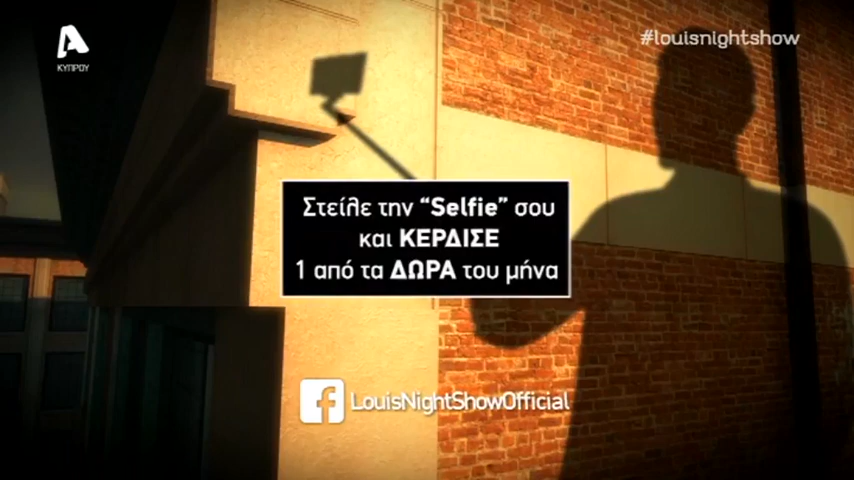 ΚΥΠΡΟΥ
#louisnightshow
Στείλε την “Selfie” σου
και ΚΕΡΔΙΣΕ
1 από τα ΔΩΡΑ του μήνα
LouisNightShowOfficial